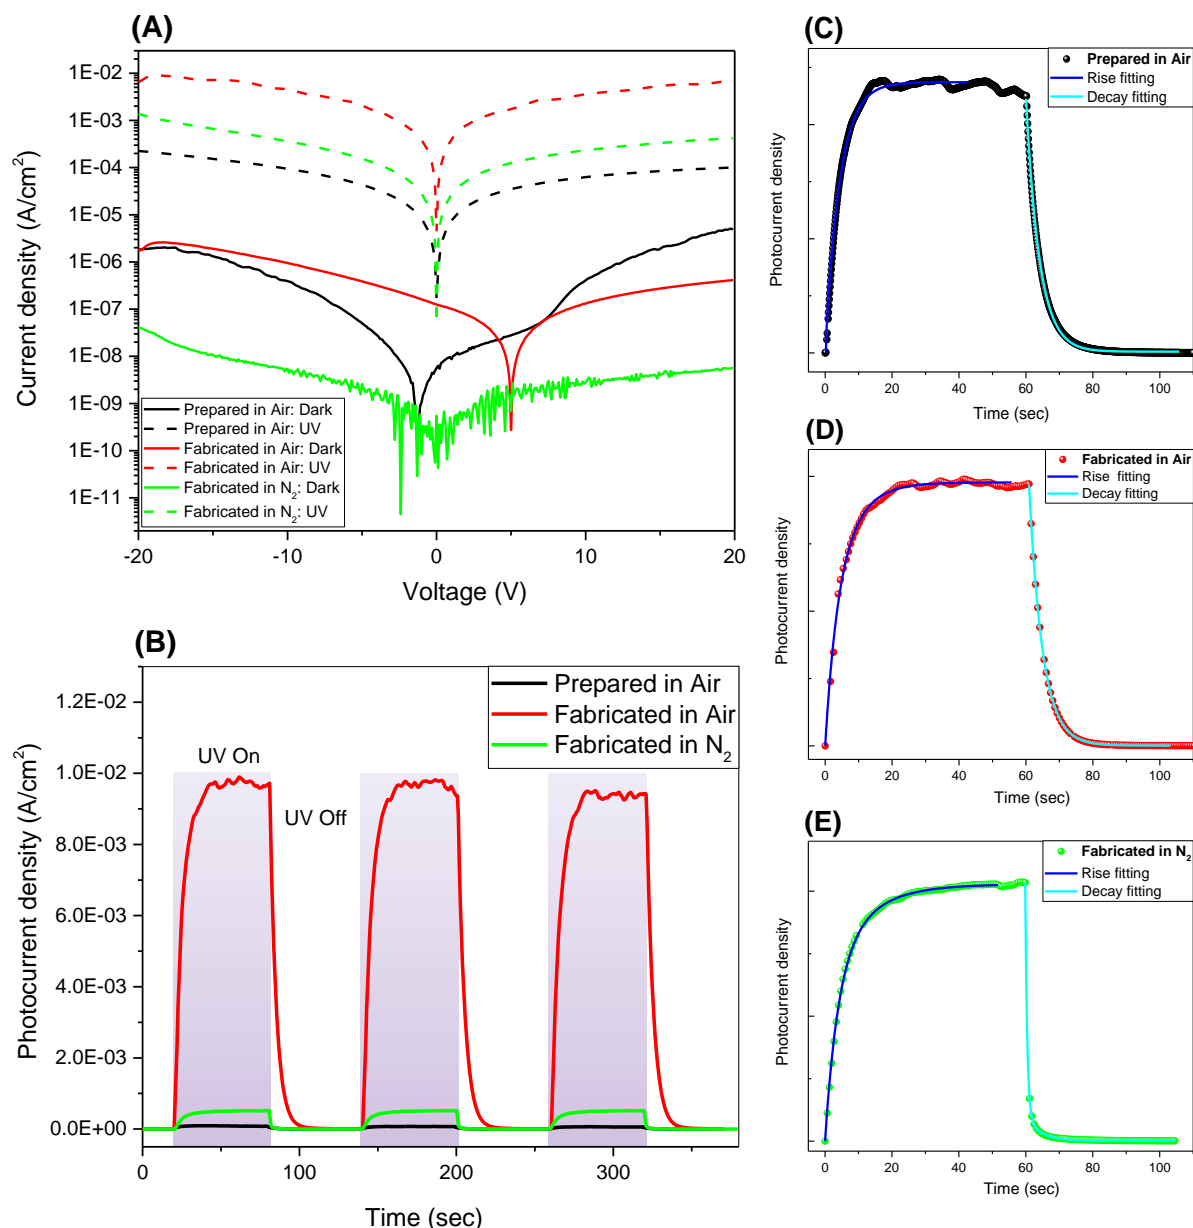 (A)
Current density (A/cm²)
1E-02
1E-03
1E-04
1E-05
1E-06
1E-07
1E-08
1E-09
1E-10
1E-11
Prepared in Air: Dark
Prepared in Air: UV
Fabricated in Air: Dark
Fabricated in Air: UV
Fabricated in N₂: Dark
Fabricated in N₂: UV
-20 -10 0 10 20
Voltage (V)
(B)
Photocurrent density (A/cm²)
1.2E-02
1.0E-02
8.0E-03
6.0E-03
4.0E-03
2.0E-03
0.0E+00
Prepared in Air
Fabricated in Air
Fabricated in N₂
UV On
UV Off
0 100 200 300
Time (sec)
(C)
Photocurrent density
Prepared in Air
Rise fitting
Decay fitting
0 20 40 60 80 100
Time (sec)
(D)
Photocurrent density
Fabricated in Air
Rise fitting
Decay fitting
0 20 40 60 80 100
Time (sec)
(E)
Photocurrent density
Fabricated in N₂
Rise fitting
Decay fitting
0 20 40 60 80 100
Time (sec)